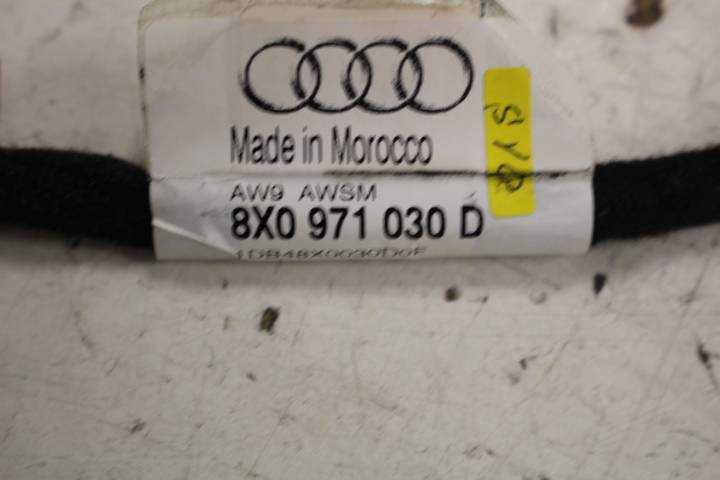 Made in Morocco
AW9 AWSM
8X0 971 030 D